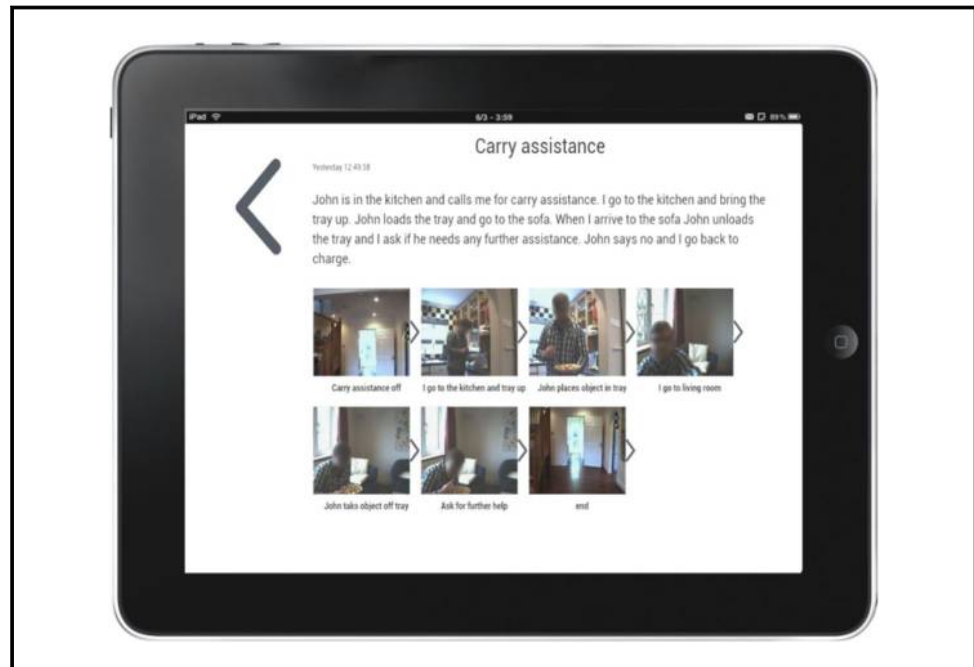 iPad 6/3 - 3:59 89%
Carry assistance
Yesterday 12:49:38
John is in the kitchen and calls me for carry assistance. I go to the kitchen and bring the
tray up. John loads the tray and go to the sofa. When I arrive to the sofa John unloads
the tray and I ask if he needs any further assistance. John says no and I go back to
charge.
Carry assistance off
I go to the kitchen and tray up
John places object in tray
I go to living room
John taks object off tray
Ask for further help
end